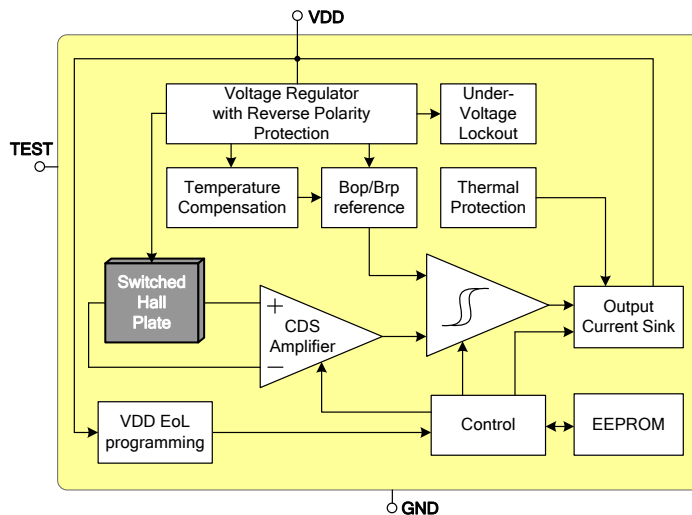 VDD
Voltage Regulator
with Reverse Polarity
Protection
Under-
Voltage
Lockout
TEST
Temperature
Compensation
Bop/Brp
reference
Thermal
Protection
Switched
Hall
Plate
+
CDS
Amplifier
−
Output
Current Sink
VDD EoL
programming
Control
EEPROM
GND